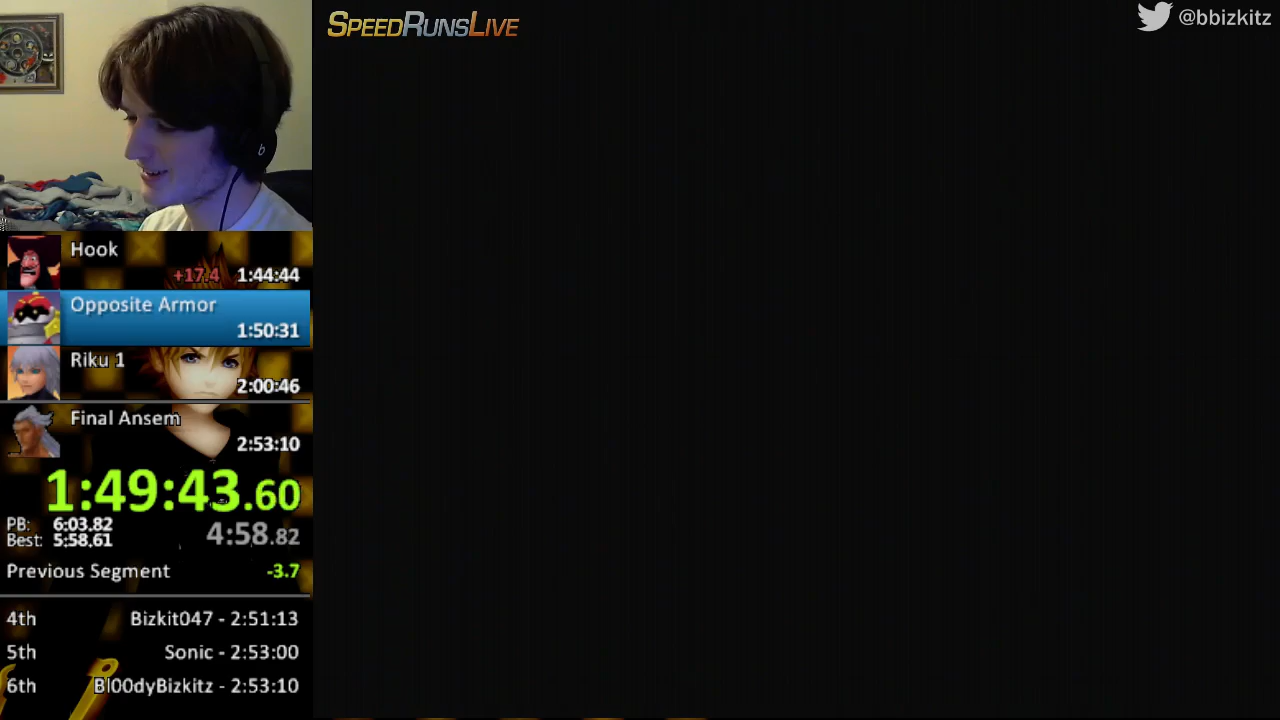 SPEEDRUNSLIVE
@bbizkitz
Hook
+17.4 1:44:44
Opposite Armor
1:50:31
Riku 1
2:00:46
Final Ansem
2:53:10
1:49:43.60
PB: 6:03.82
Best: 5:58.61
4:58.82
Previous Segment -3.7
4th Bizkit047 - 2:51:13
5th Sonic - 2:53:00
6th Bl00dyBizkitz - 2:53:10